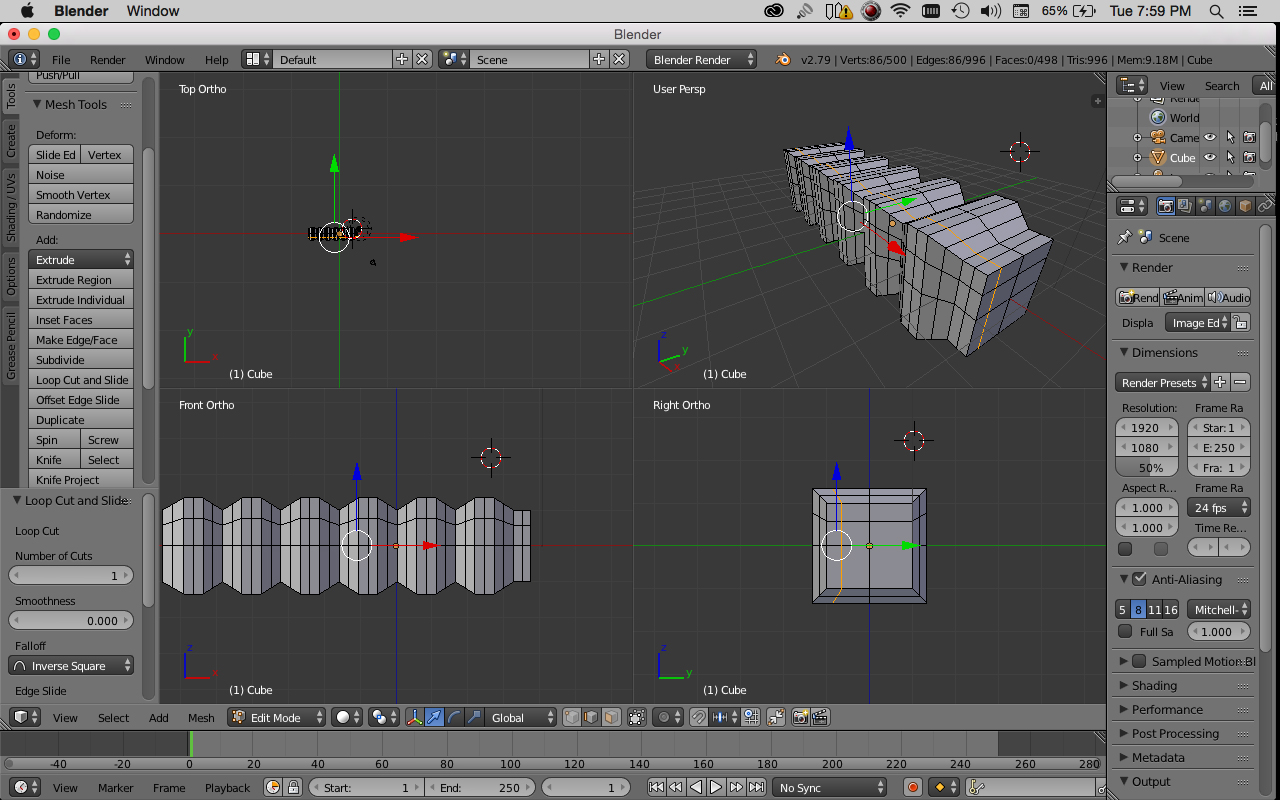 Blender Window 65% Tue 7:59 PM
Blender
File Render Window Help Default Scene Blender Render v2.79 | Verts:86/500 | Edges:86/996 | Faces:0/498 | Tris:996 | Mem:9.18M | Cube
Tools
Create
Shading / UVs
Options
Grease Pencil
Push/Pull
Mesh Tools
Deform:
Slide Ed Vertex
Noise
Smooth Vertex
Randomize
Add:
Extrude
Extrude Region
Extrude Individual
Inset Faces
Make Edge/Face
Subdivide
Loop Cut and Slide
Offset Edge Slide
Duplicate
Spin Screw
Knife Select
Knife Project
Loop Cut and Slide
Loop Cut
Number of Cuts
1
Smoothness
0.000
Falloff
Inverse Square
Edge Slide
Top Ortho
y
x
(1) Cube
User Persp
z
y
x
(1) Cube
Front Ortho
z
x
(1) Cube
Right Ortho
z
y
(1) Cube
View Search All
World
Came
Cube
Scene
Render
Rend Anim Audio
Displa Image Ed
Dimensions
Render Presets
Resolution: Frame Ra
1920 Star: 1
1080 E: 250
50% Fra: 1
Aspect R... Frame Ra
1.000 24 fps
1.000 Time Re...
Anti-Aliasing
5 8 11 16 Mitchell-
Full Sa 1.000
Sampled Motion Bl
Shading
Performance
Post Processing
Metadata
Output
View Select Add Mesh Edit Mode Global
-40 -20 0 20 40 60 80 100 120 140 160 180 200 220 240 260 280
View Marker Frame Playback Start: 1 End: 250 1 No Sync